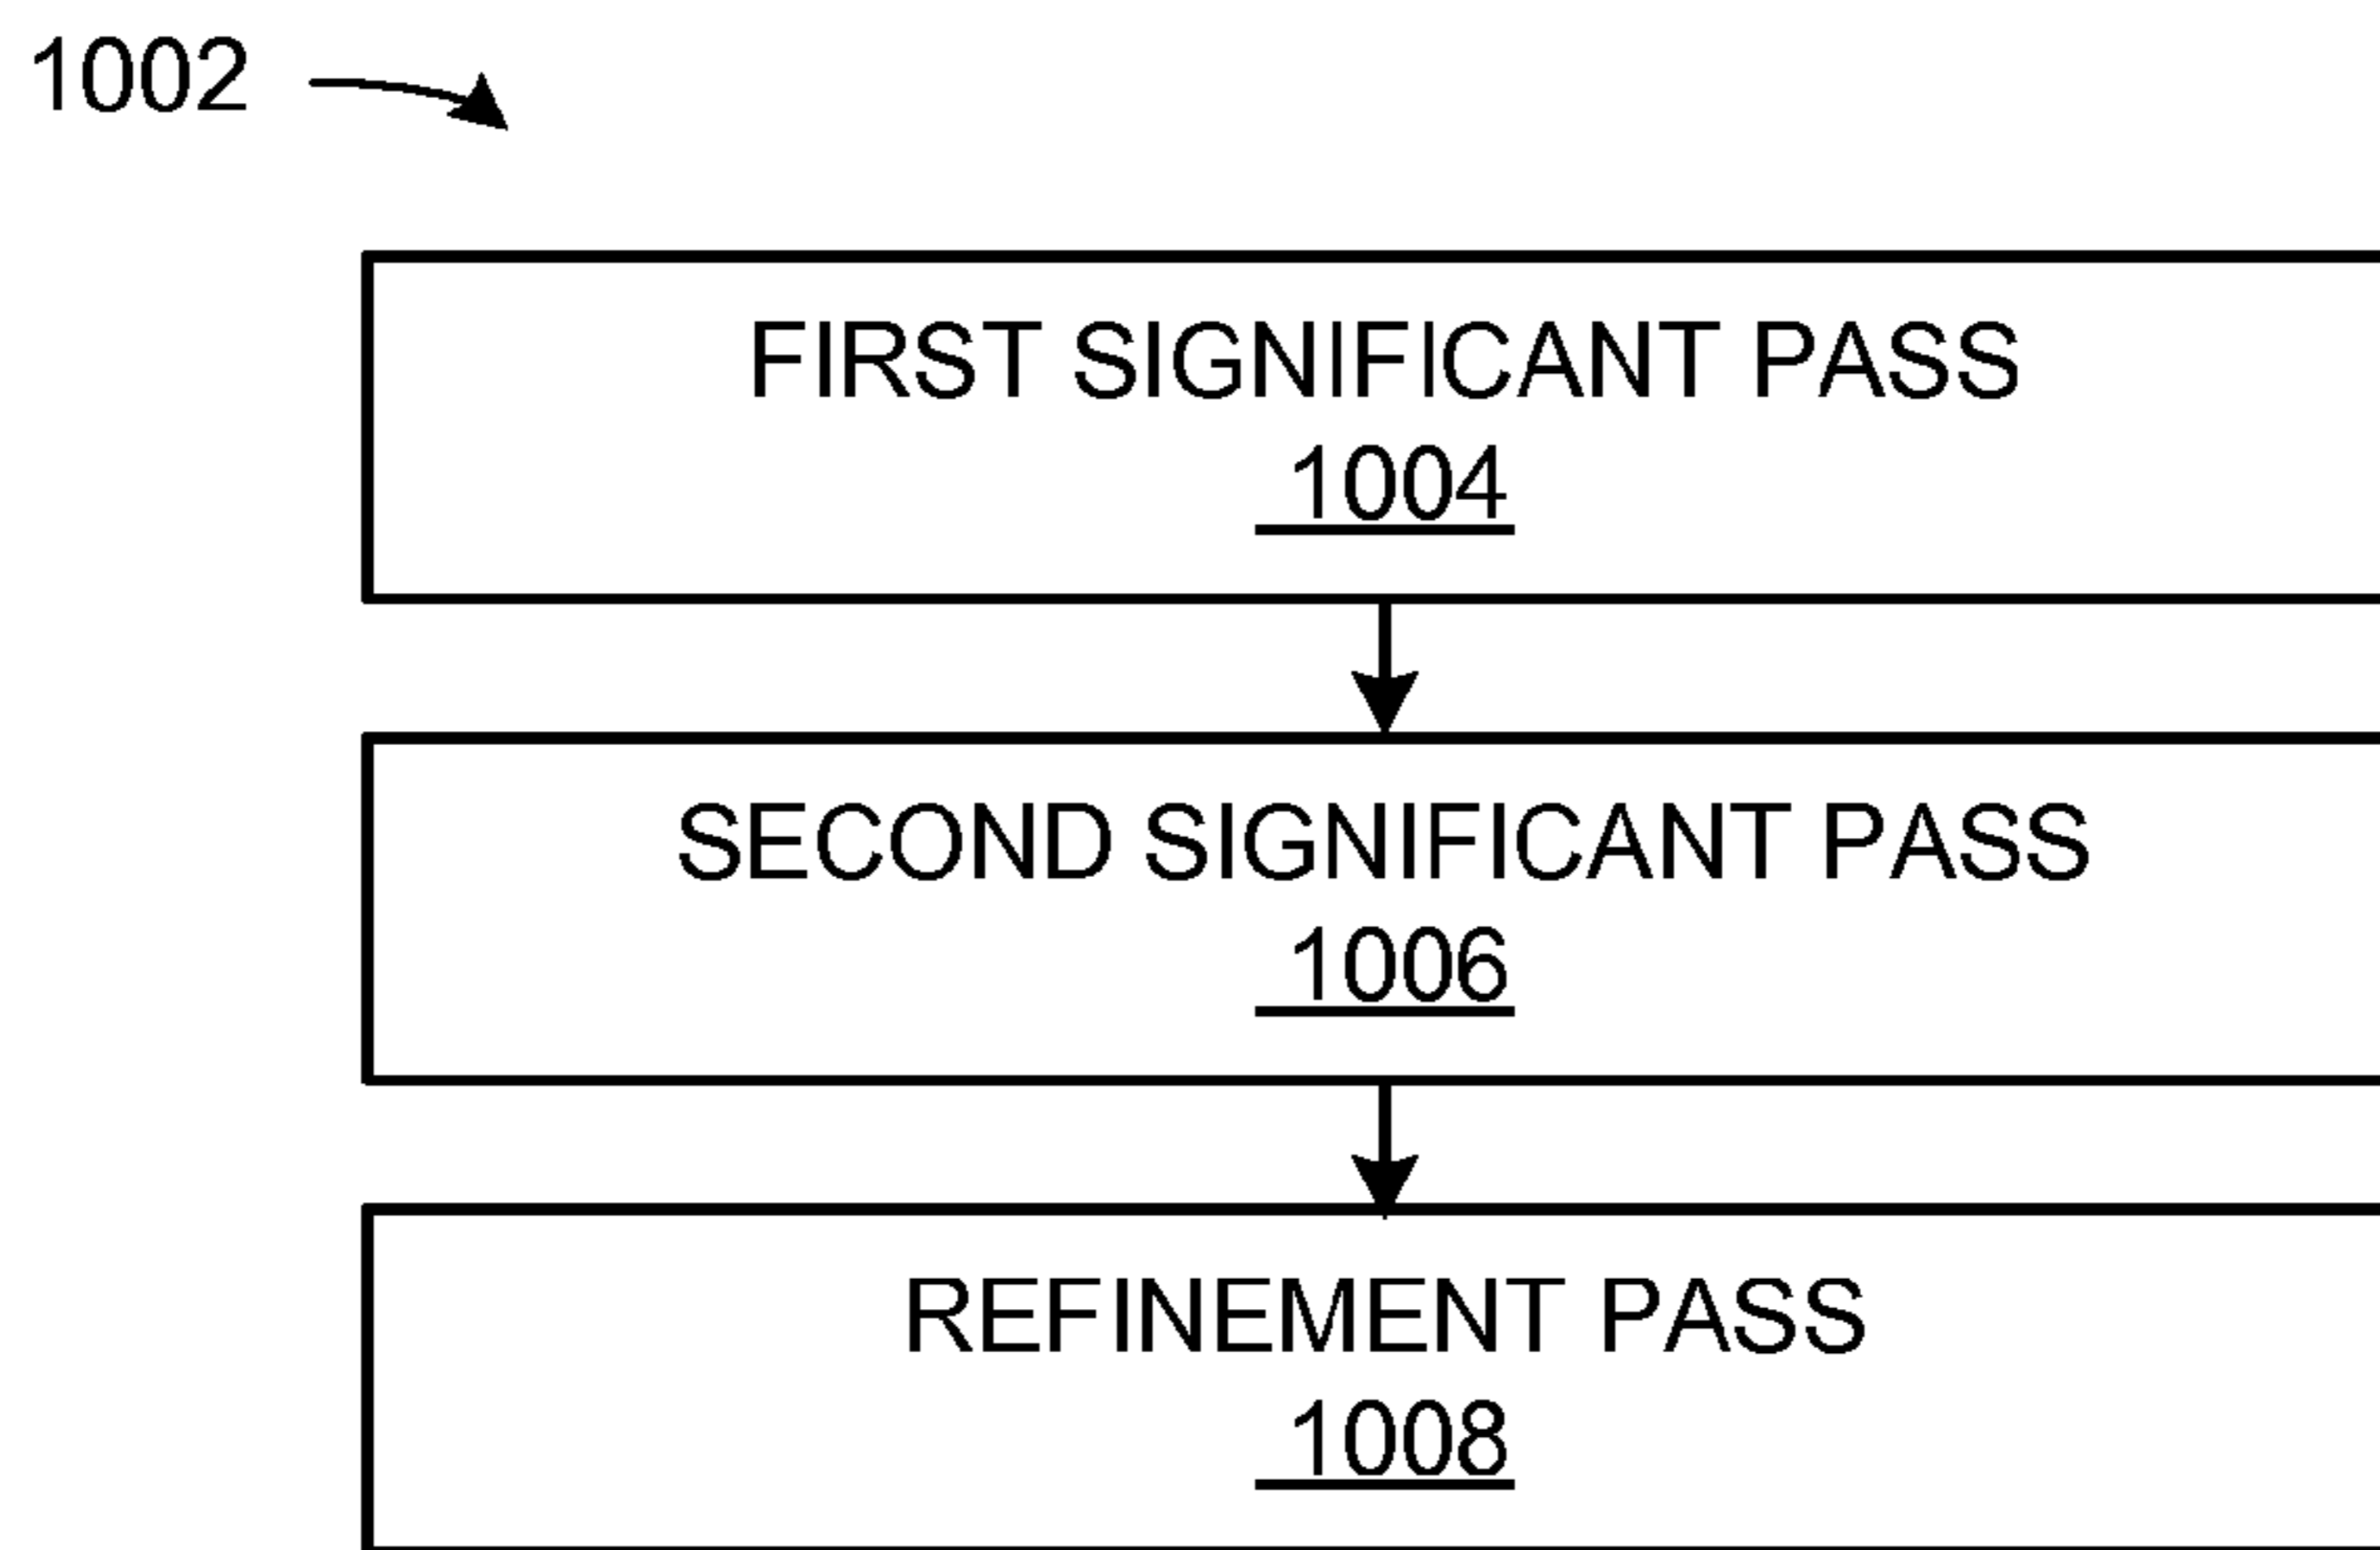 1002
FIRST SIGNIFICANT PASS
1004
SECOND SIGNIFICANT PASS
1006
REFINEMENT PASS
1008